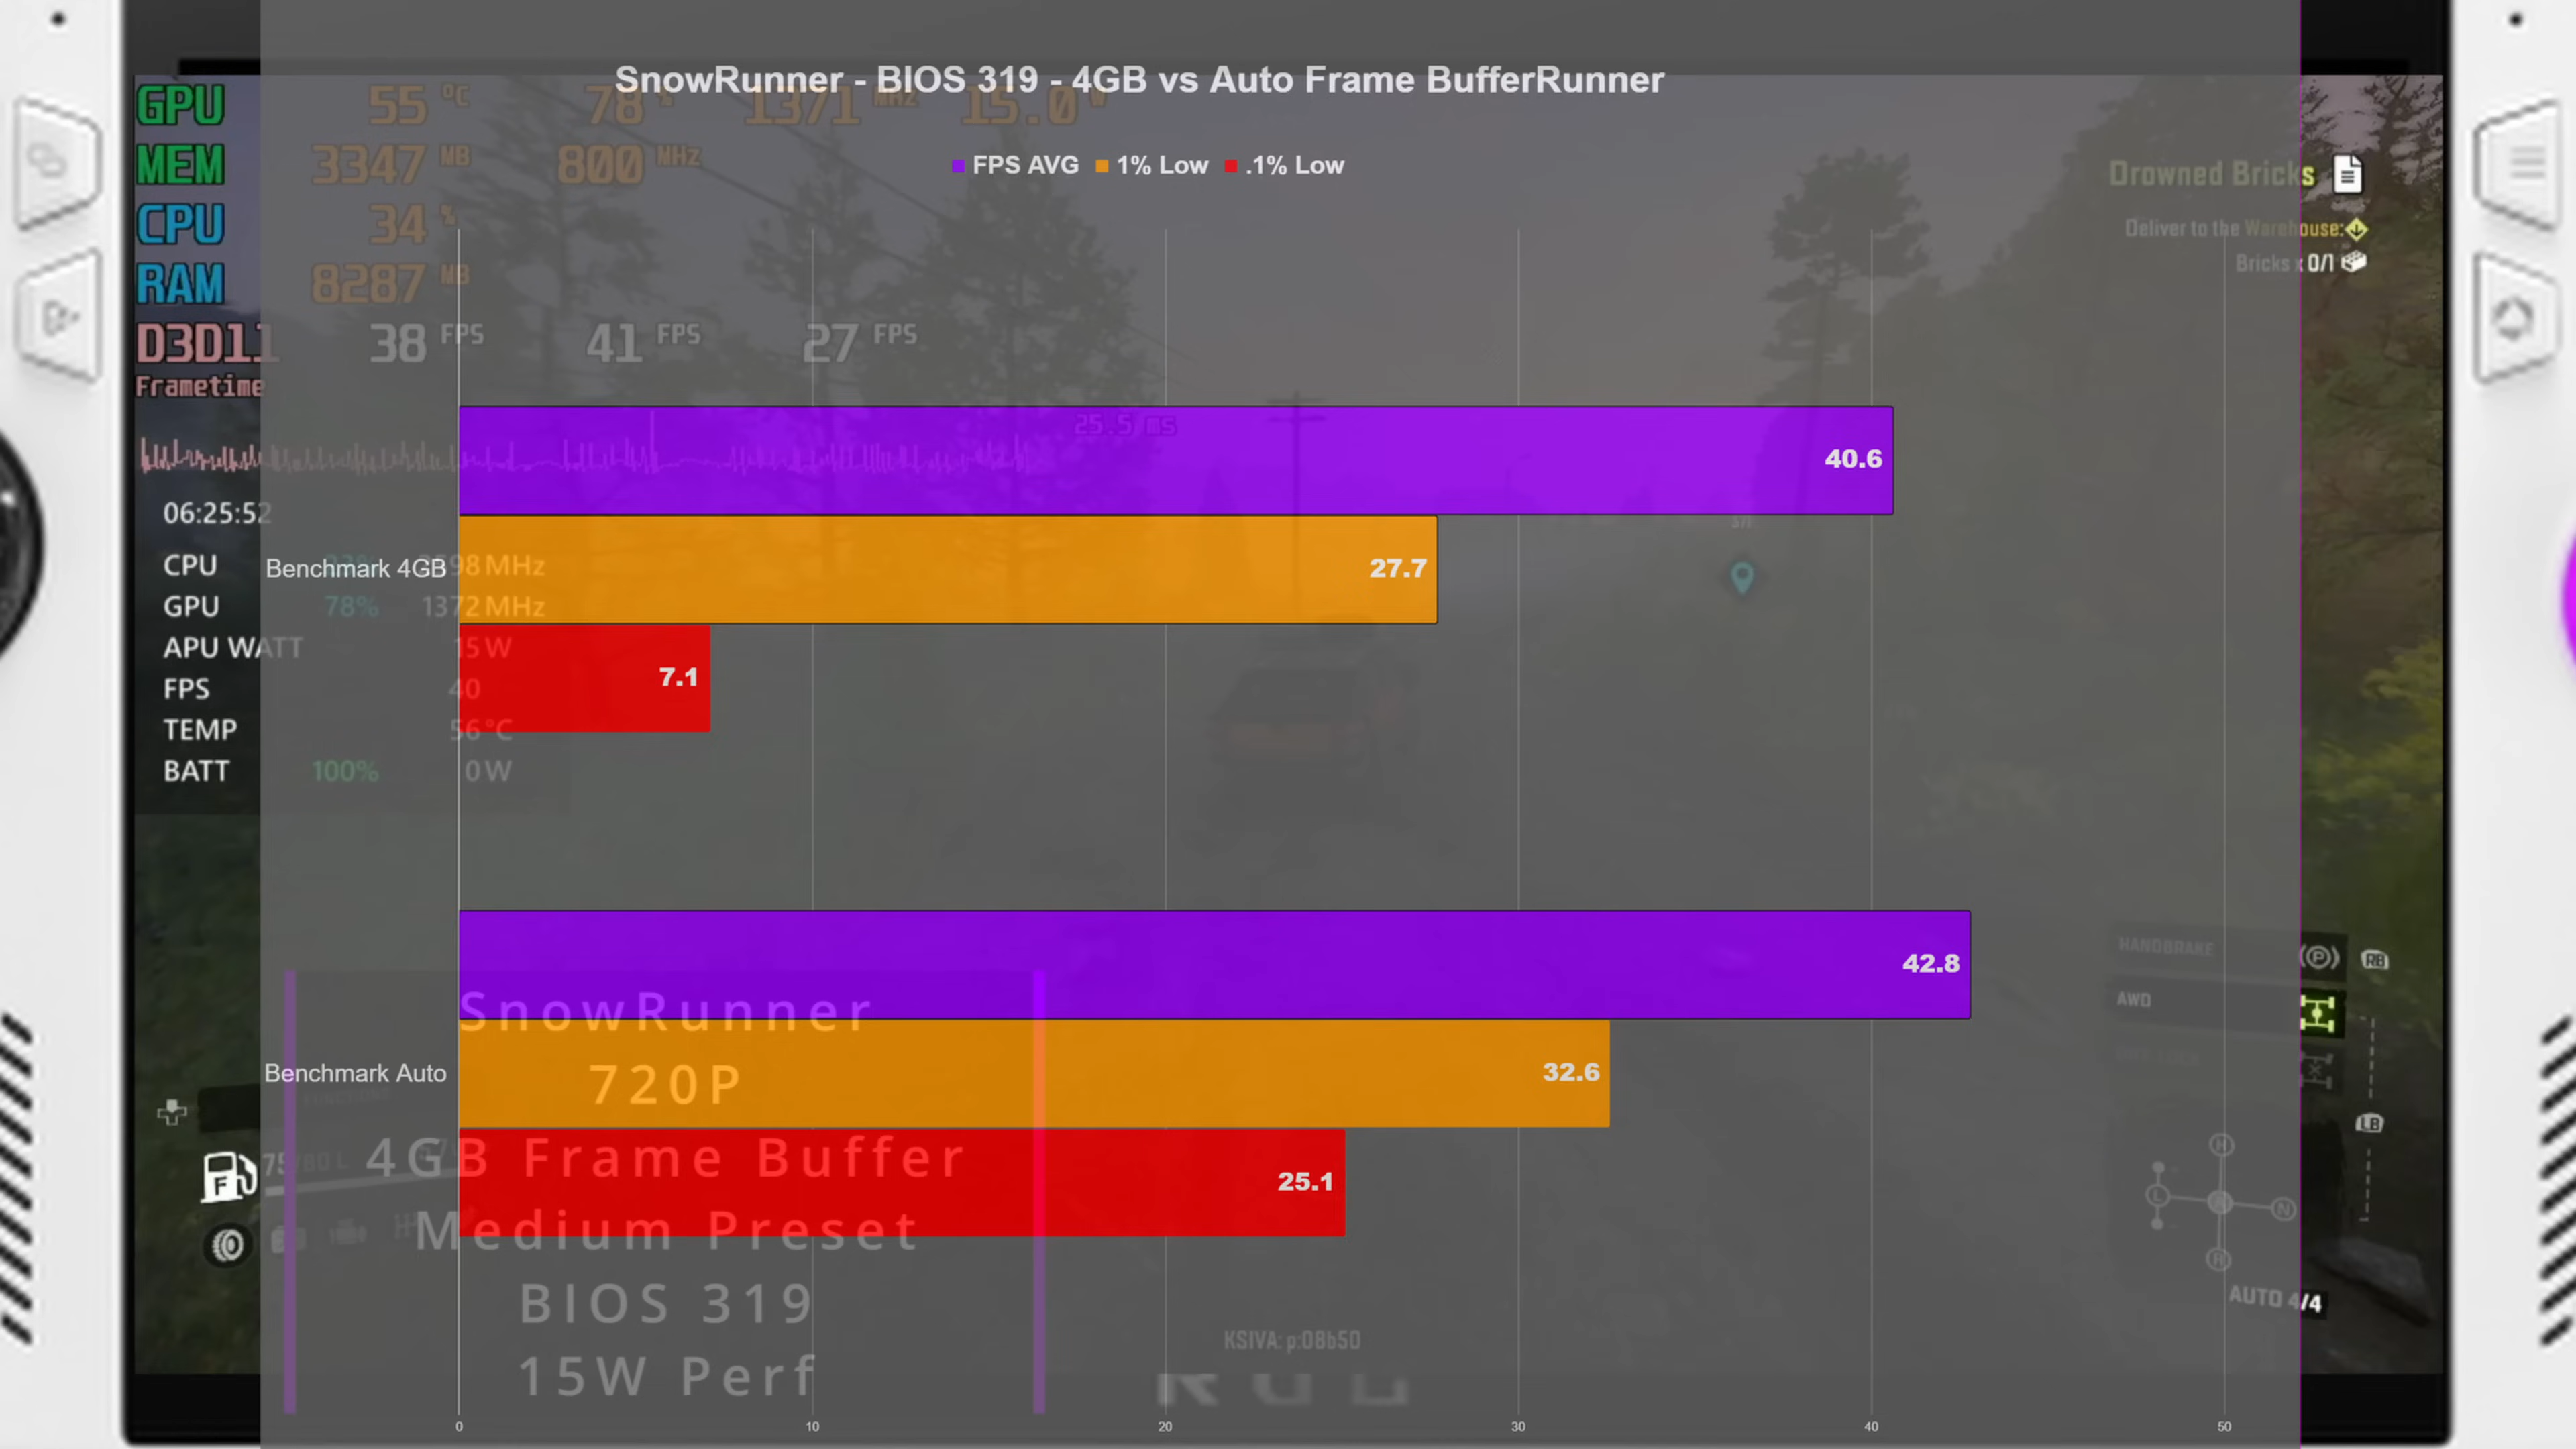 SnowRunner - BIOS 319 - 4GB vs Auto Frame BufferRunner
FPS AVG 1% Low .1% Low
GPU 55 °C 78 % 1371 MHz 15.0 W
MEM 3347 MB 800 MHz
CPU 34 %
RAM 8287 MB
D3D11 38 FPS 41 FPS 27 FPS
Frametime
25.5 ms
Drowned Bricks
Deliver to the Warehouse:
Bricks x 0/1
40.6
06:25:52
Benchmark 4GB
27.7
7.1
CPU MHz
GPU 78% 1372 MHz
APU WATT 15 W
FPS 40
TEMP 56 °C
BATT 100% 0 W
42.8
Benchmark Auto
32.6
25.1
SnowRunner
720P
4GB Frame Buffer
Medium Preset
BIOS 319
15W Perf
HANDBRAKE (P) RB
AWD
LB
H
L N
R
AUTO 4/4
F
KSIVA: p:08b50
0 10 20 30 40 50